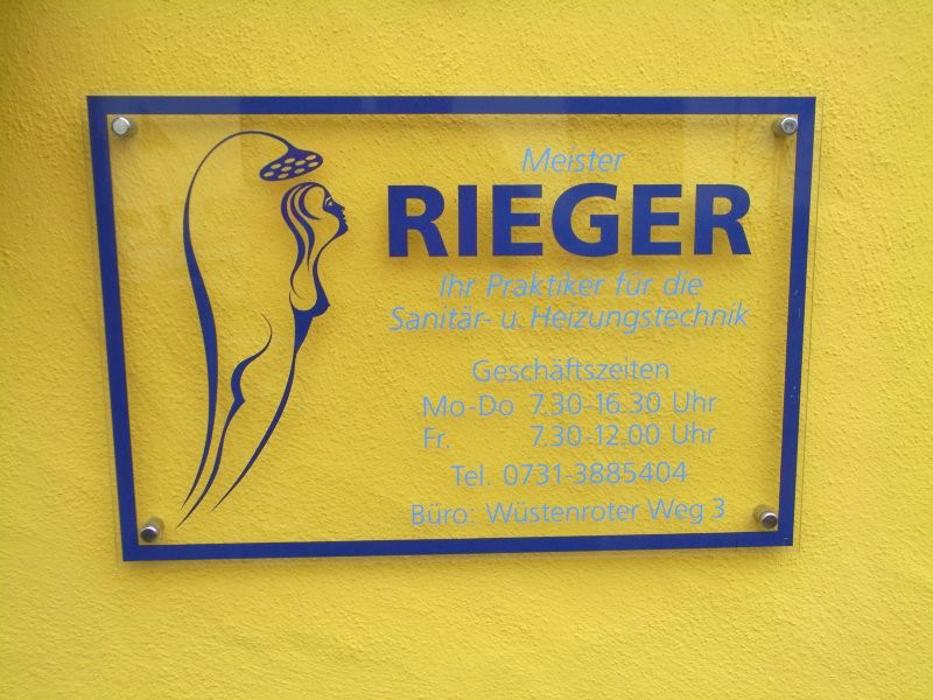 Meister
RIEGER
Ihr Praktiker für die
Sanitär- u. Heizungstechnik
Geschäftszeiten
Mo-Do 7.30-16.30 Uhr
Fr. 7.30-12.00 Uhr
Tel. 0731-3885404
Büro: Wüstenroter Weg 3